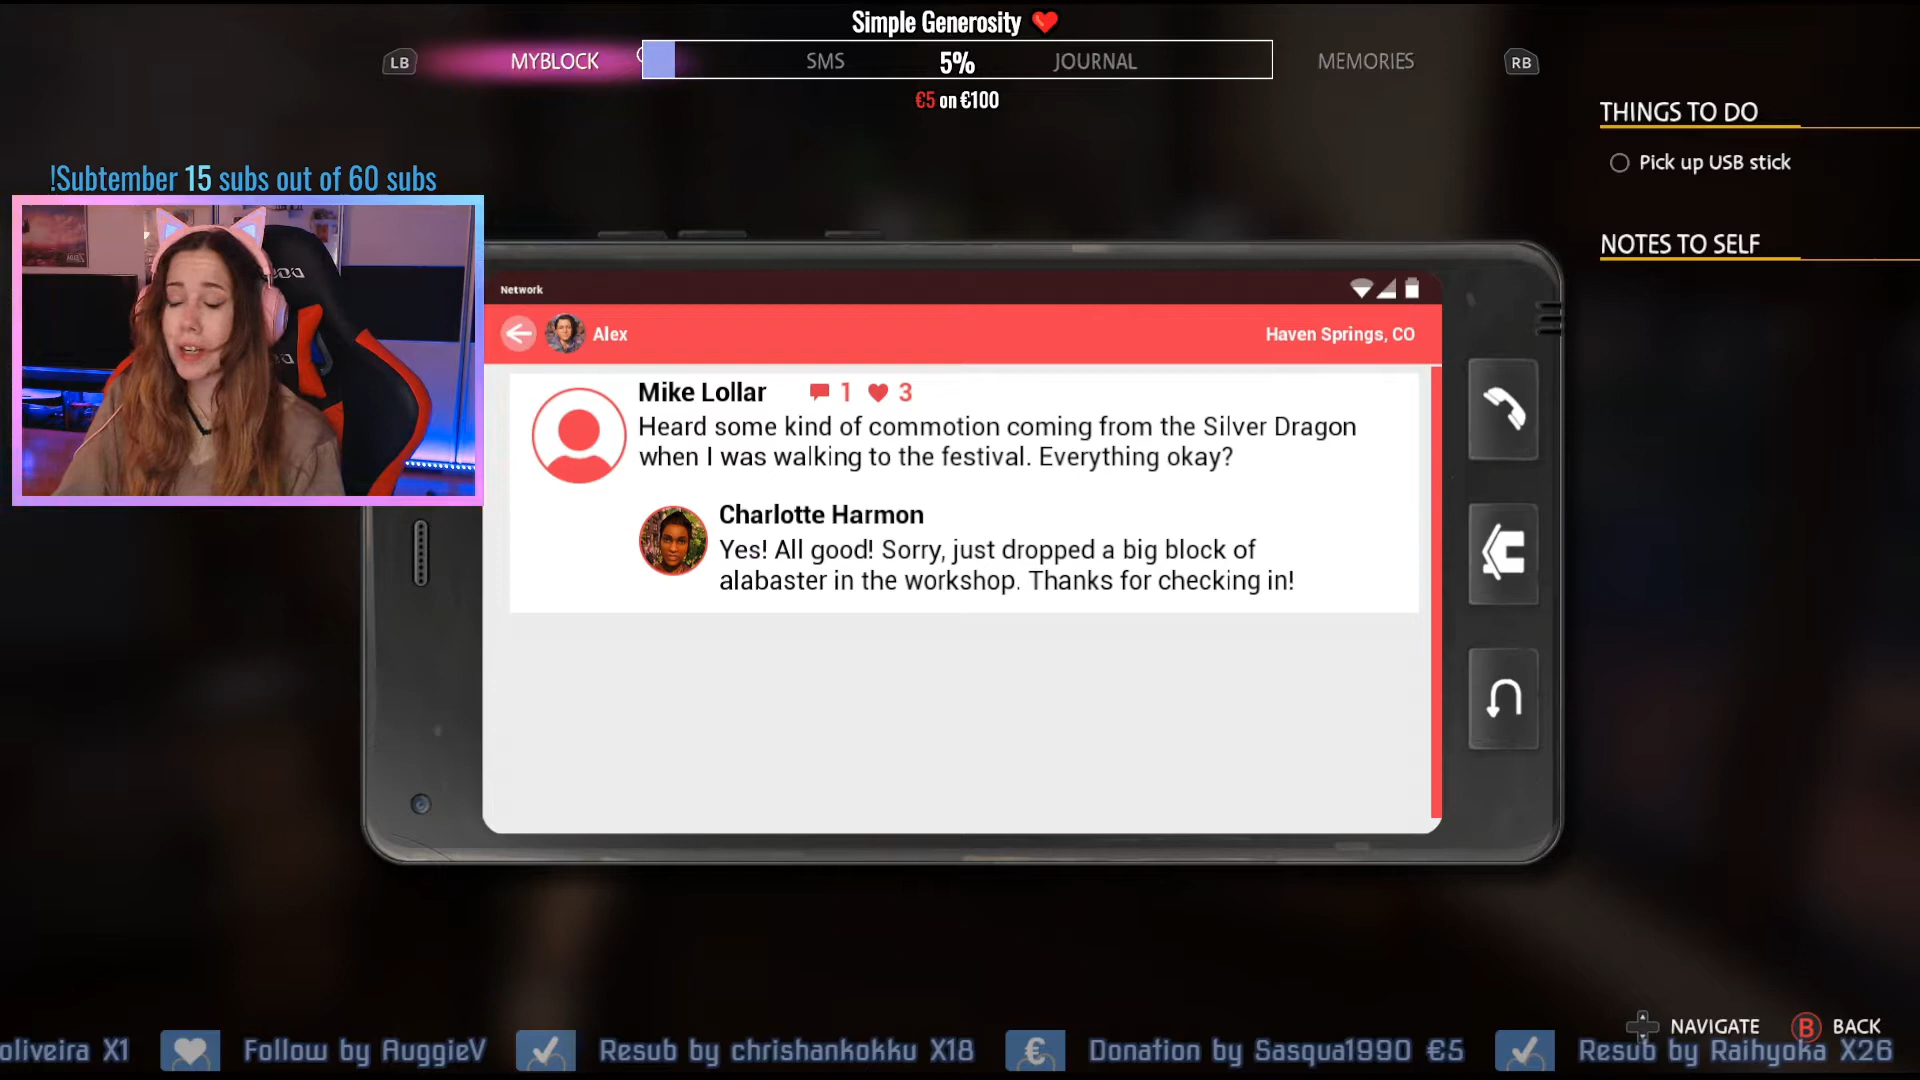 Simple Generosity
LB
MYBLOCK
SMS
5%
JOURNAL
MEMORIES
RB
€5 on €100
THINGS TO DO
Pick up USB stick
NOTES TO SELF
!Subtember 15 subs out of 60 subs
Network
Alex
Haven Springs, CO
Mike Lollar 1 3
Heard some kind of commotion coming from the Silver Dragon
when I was walking to the festival. Everything okay?
Charlotte Harmon
Yes! All good! Sorry, just dropped a big block of
alabaster in the workshop. Thanks for checking in!
NAVIGATE
B BACK
oliveira X1 Follow by AuggieV Resub by chrishankokku X18 Donation by Sasqua1990 €5 Resub by Raihyoka X26